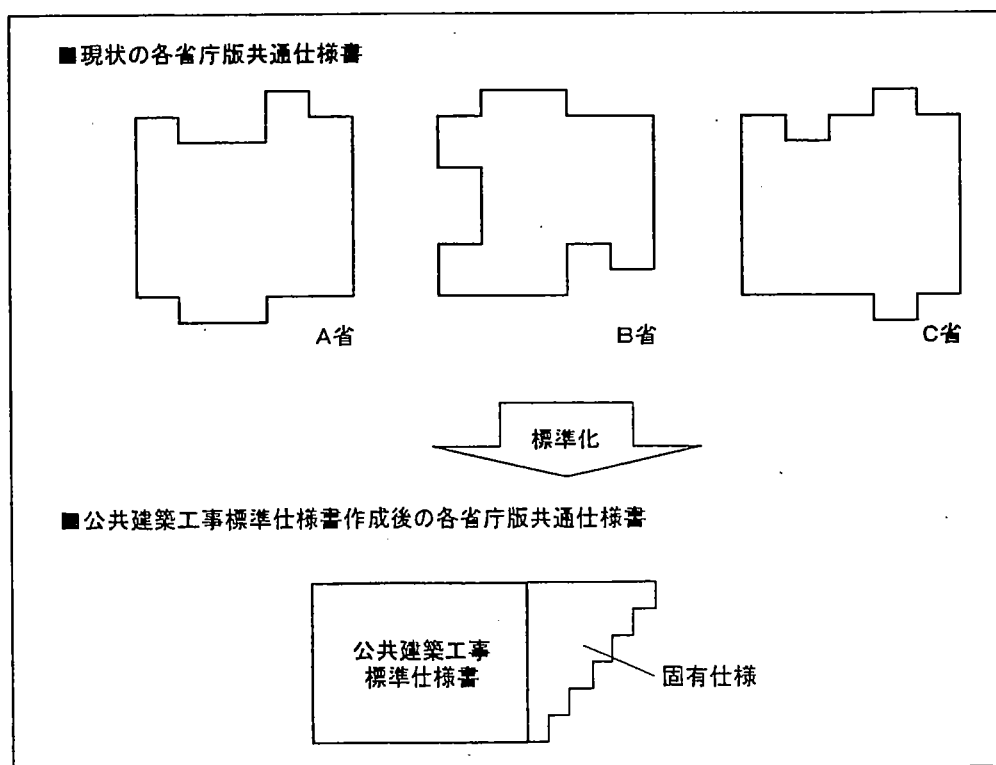 ■現状の各省庁版共通仕様書
A省
B省
C省
標準化
■公共建築工事標準仕様書作成後の各省庁版共通仕様書
公共建築工事
標準仕様書
固有仕様